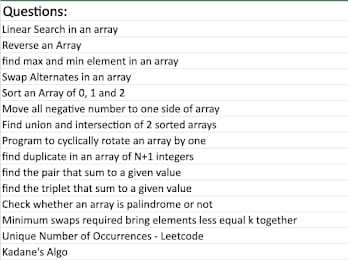 Questions:
Linear Search in an array
Reverse an Array
find max and min element in an array
Swap Alternates in an array
Sort an Array of 0, 1 and 2
Move all negative number to one side of array
Find union and intersection of 2 sorted arrays
Program to cyclically rotate an array by one
find duplicate in an array of N+1 integers
find the pair that sum to a given value
find the triplet that sum to a given value
Check whether an array is palindrome or not
Minimum swaps required bring elements less equal k together
Unique Number of Occurrences - Leetcode
Kadane's Algo